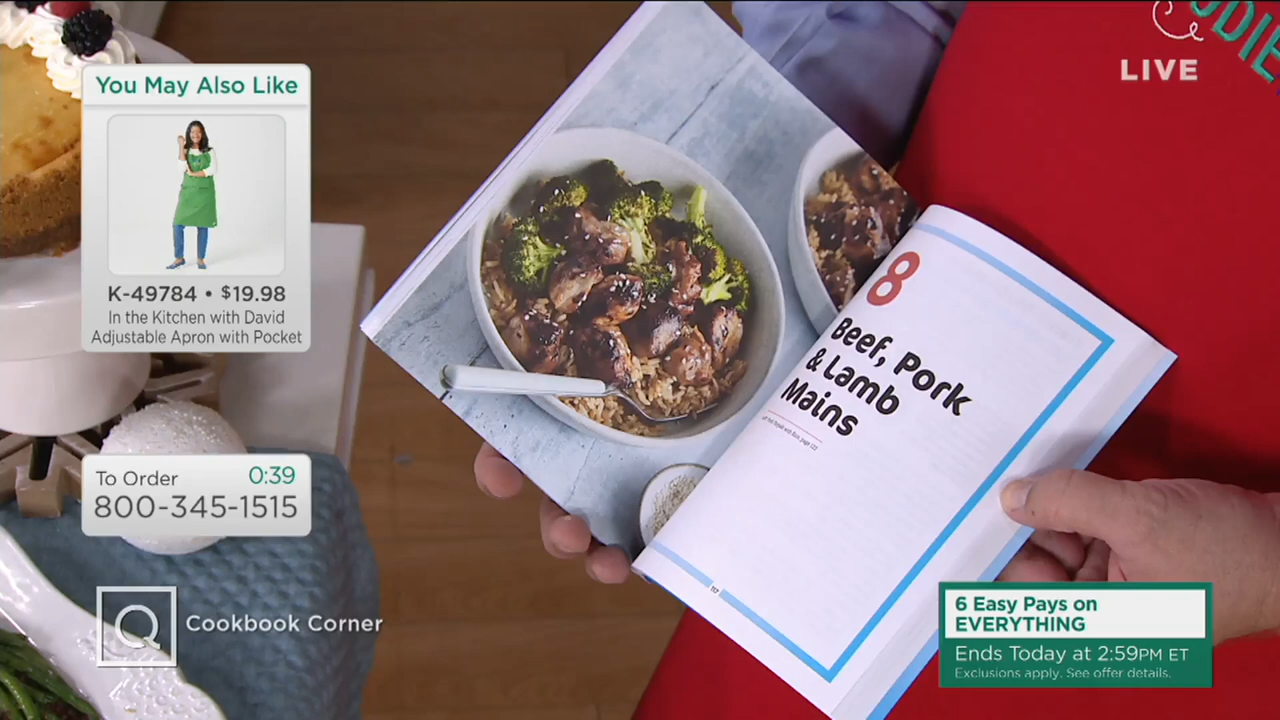 You May Also Like
K-49784 • $19.98
In the Kitchen with David
Adjustable Apron with Pocket
To Order 0:39
800-345-1515
Q
Cookbook Corner
LIVE
8
Beef, Pork
& Lamb
Mains
117
6 Easy Pays on
EVERYTHING
Ends Today at 2:59PM ET
Exclusions apply. See offer details.